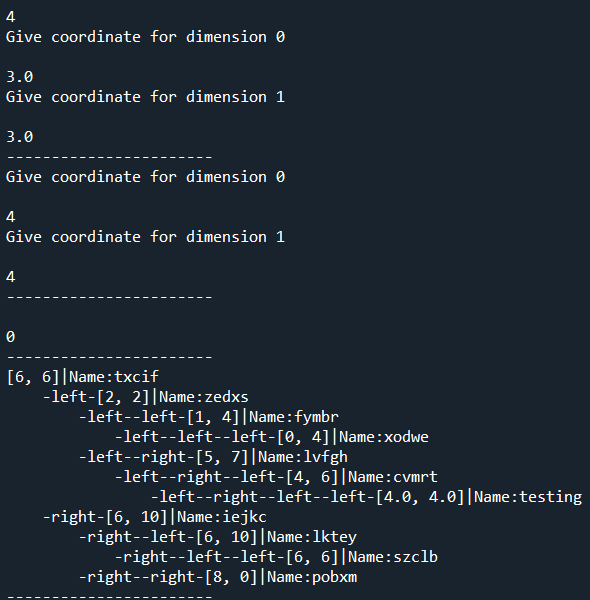 4
Give coordinate for dimension 0
3.0
Give coordinate for dimension 1
3.0
-----------------------
Give coordinate for dimension 0
4
Give coordinate for dimension 1
4
-----------------------
0
-----------------------
[6, 6]|Name:txcif
-left-[2, 2]|Name:zedxs
-left--left-[1, 4]|Name:fymbr
-left--left--left-[0, 4]|Name:xodwe
-left--right-[5, 7]|Name:lvfgh
-left--right--left-[4, 6]|Name:cvmrt
-left--right--left--left-[4.0, 4.0]|Name:testing
-right-[6, 10]|Name:iejkc
-right--left-[6, 10]|Name:lktey
-right--left--left-[6, 6]|Name:szclb
-right--right-[8, 0]|Name:pobxm
-----------------------